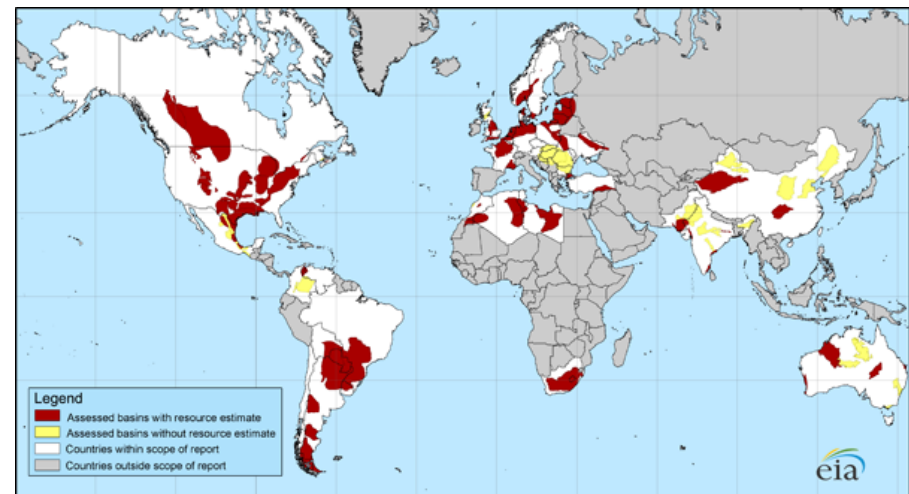 Legend
Assessed basins with resource estimate
Assessed basins without resource estimate
Countries within scope of report
Countries outside scope of report
eia